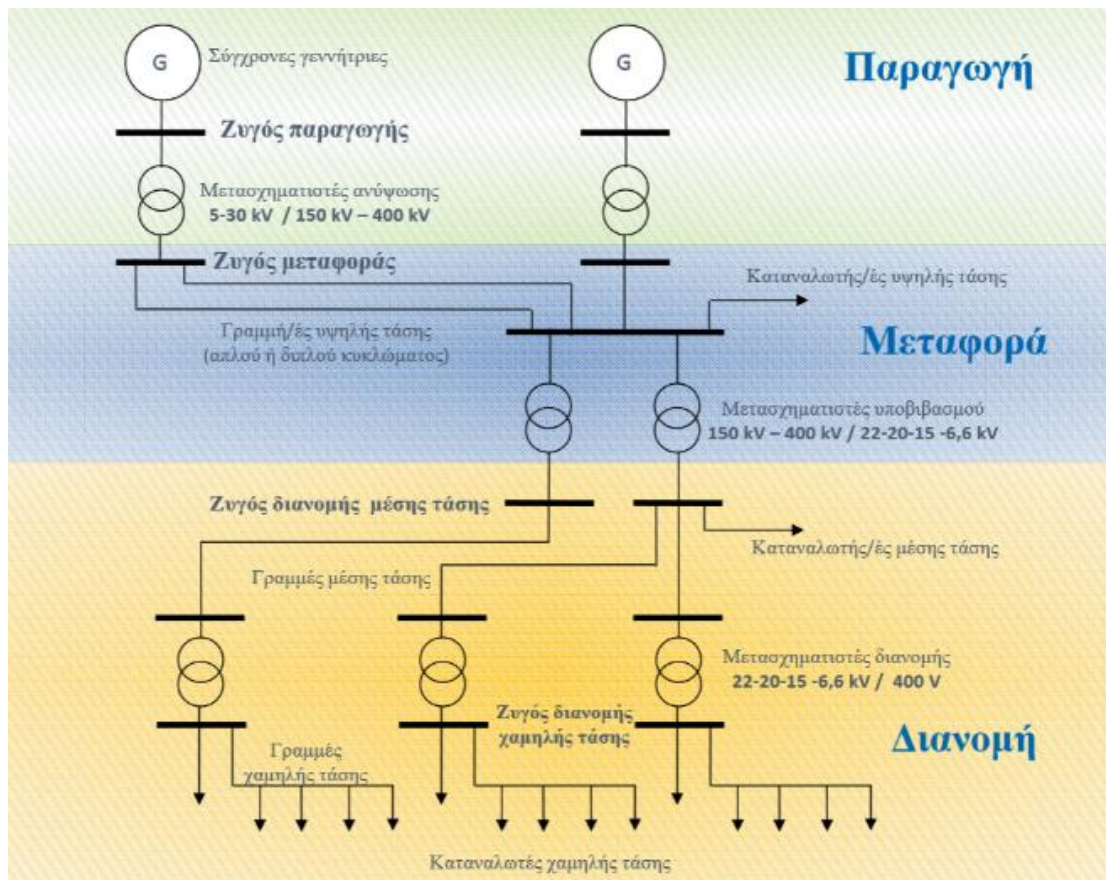 G
Σύγχρονες γεννήτριες
G
Παραγωγή
Ζυγός παραγωγής
Μετασχηματιστές ανύψωσης
5-30 kV / 150 kV – 400 kV
Ζυγός μεταφοράς
Καταναλωτής/ές υψηλής τάσης
Γραμμή/ές υψηλής τάσης
(απλού ή διπλού κυκλώματος)
Μεταφορά
Μετασχηματιστές υποβιβασμού
150 kV – 400 kV / 22-20-15 -6,6 kV
Ζυγός διανομής μέσης τάσης
Καταναλωτής/ές μέσης τάσης
Γραμμές μέσης τάσης
Μετασχηματιστές διανομής
22-20-15 -6,6 kV / 400 V
Ζυγός διανομής
χαμηλής τάσης
Διανομή
Γραμμές
χαμηλής τάσης
Καταναλωτές χαμηλής τάσης